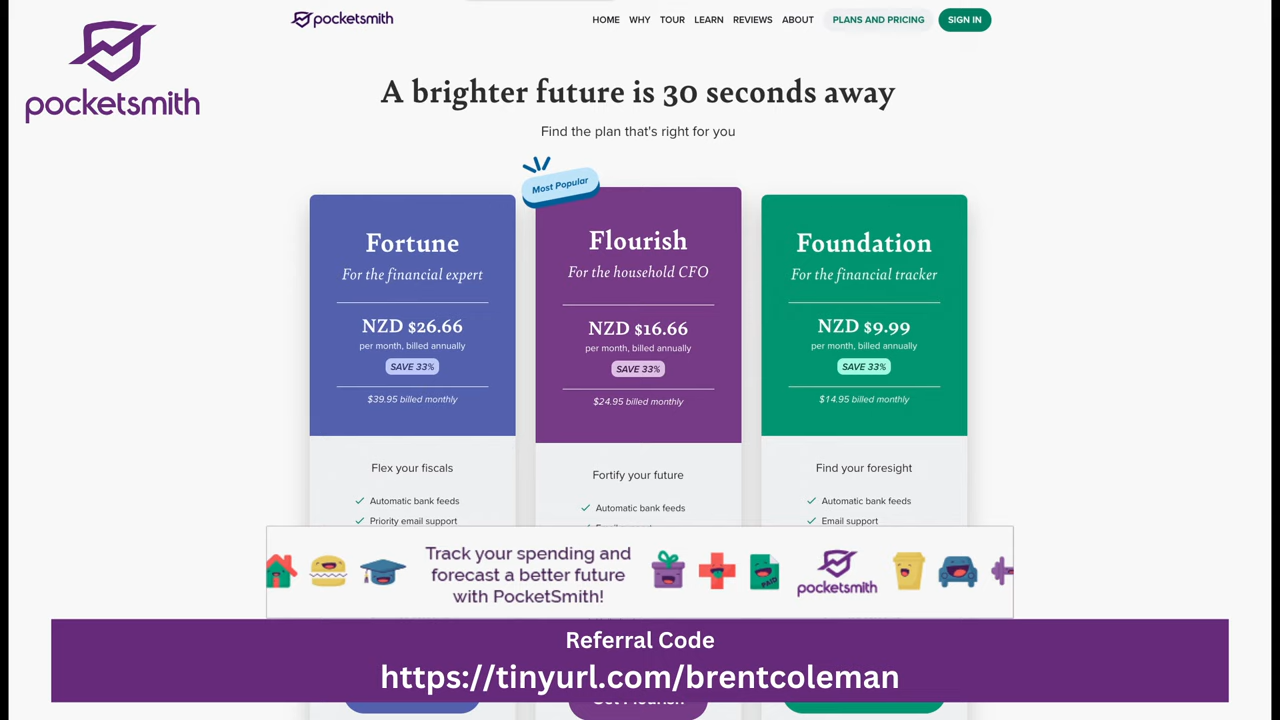 pocketsmith
pocketsmith
HOME WHY TOUR LEARN REVIEWS ABOUT PLANS AND PRICING SIGN IN
A brighter future is 30 seconds away
Find the plan that's right for you
Most Popular
Fortune
For the financial expert
NZD $26.66
per month, billed annually
SAVE 33%
$39.95 billed monthly
Flex your fiscals
Automatic bank feeds
Priority email support
Flourish
For the household CFO
NZD $16.66
per month, billed annually
SAVE 33%
$24.95 billed monthly
Fortify your future
Automatic bank feeds
Foundation
For the financial tracker
NZD $9.99
per month, billed annually
SAVE 33%
$14.95 billed monthly
Find your foresight
Automatic bank feeds
Email support
Track your spending and
forecast a better future
with PocketSmith!
PAID
pocketsmith
Referral Code
https://tinyurl.com/brentcoleman